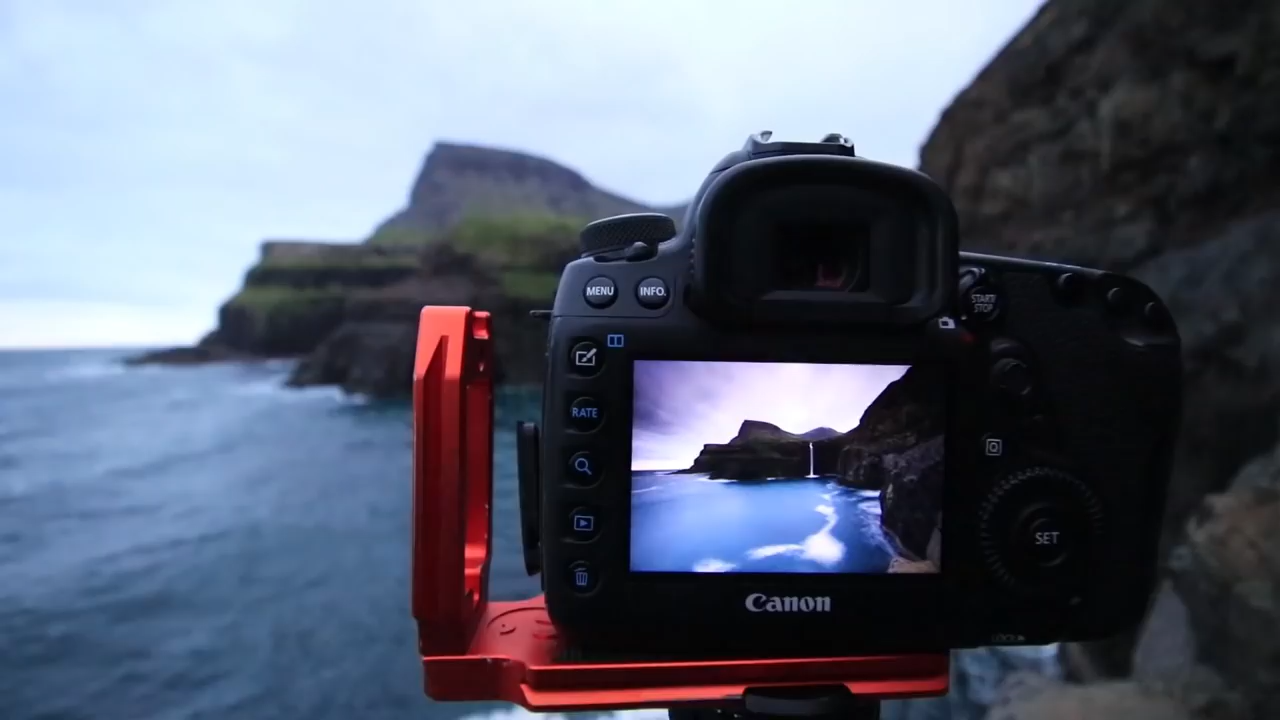 MENU
INFO.
START/
STOP
RATE
Q
SET
Canon